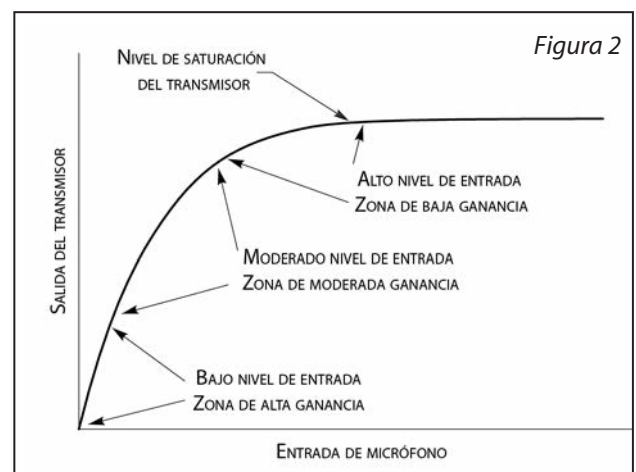 Figura 2
NIVEL DE SATURACIÓN
DEL TRANSMISOR
ALTO NIVEL DE ENTRADA
ZONA DE BAJA GANANCIA
MODERADO NIVEL DE ENTRADA
ZONA DE MODERADA GANANCIA
BAJO NIVEL DE ENTRADA
ZONA DE ALTA GANANCIA
SALIDA DEL TRANSMISOR
ENTRADA DE MICRÓFONO